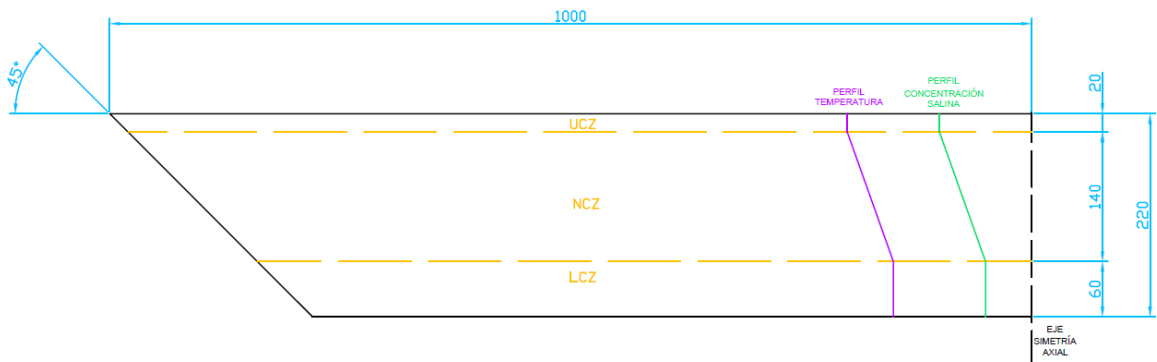 1000
45°
PERFIL
TEMPERATURA
PERFIL
CONCENTRACIÓN
SALINA
20
UCZ
NCZ
140
220
LCZ
60
EJE
SIMETRÍA
AXIAL